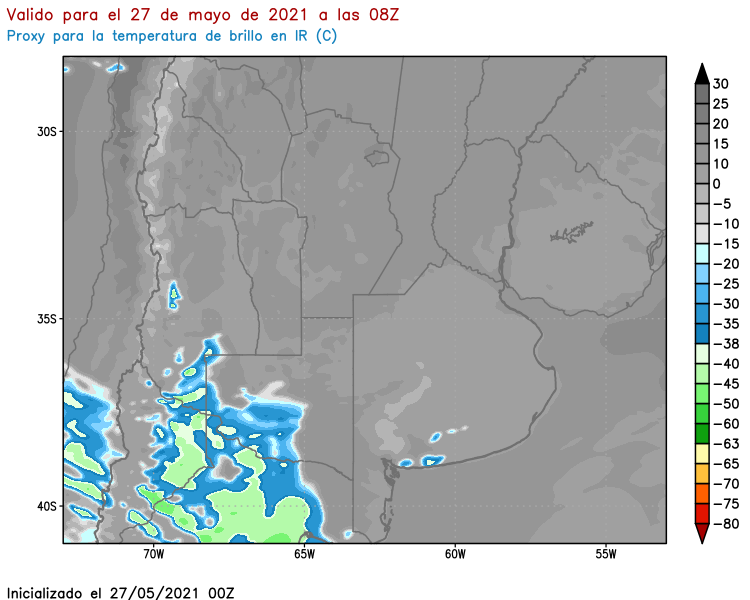 Valido para el 27 de mayo de 2021 a las 08Z
Proxy para la temperatura de brillo en IR (C)
30S
35S
40S
70W
65W
60W
55W
30
25
20
15
10
0
-5
-10
-15
-20
-25
-30
-35
-38
-40
-45
-50
-60
-63
-65
-70
-75
-80
Inicializado el 27/05/2021 00Z